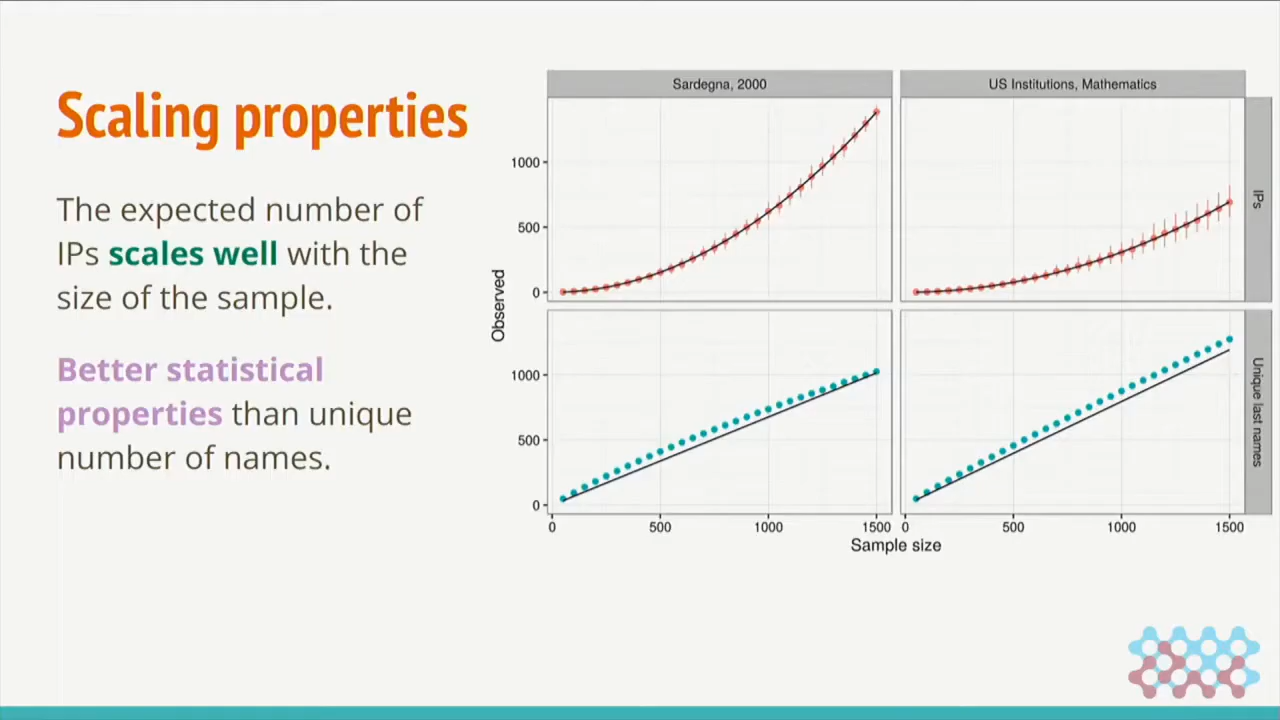 Scaling properties
The expected number of
IPs scales well with the
size of the sample.
Better statistical
properties than unique
number of names.
Sardegna, 2000
US Institutions, Mathematics
Observed
1000
500
0
IPs
1000
500
0
Unique last names
0 500 1000 1500
0 500 1000 1500
Sample size